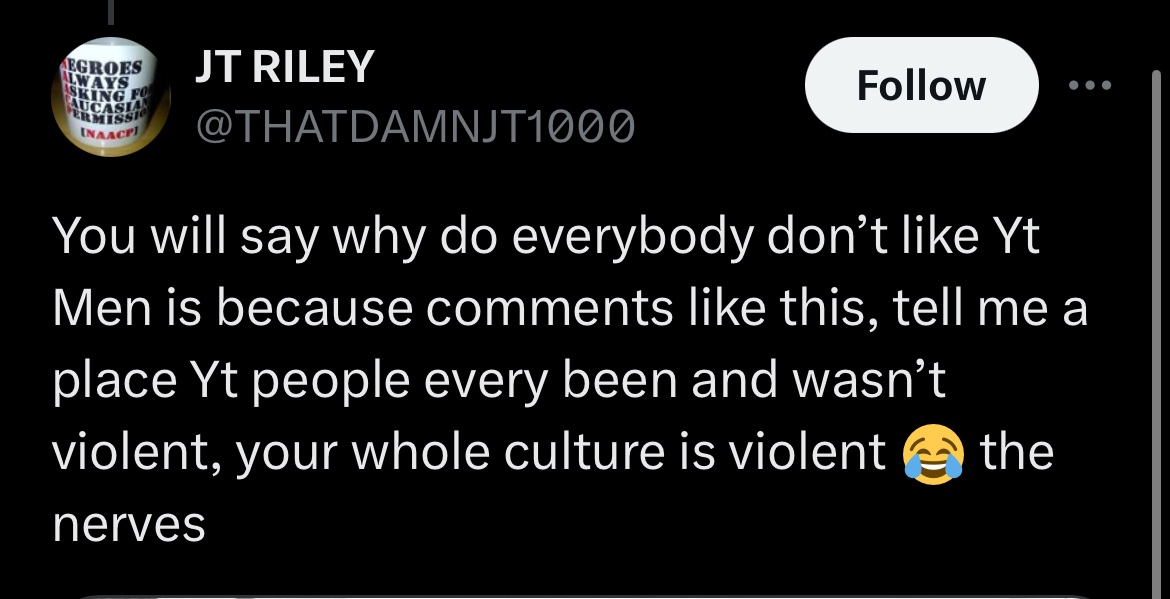 EGROES
LWAYS
SKING FO
AUCASIAN
ERMISSIO
[NAACP]
JT RILEY
@THATDAMNJT1000
Follow
You will say why do everybody don’t like Yt
Men is because comments like this, tell me a
place Yt people every been and wasn’t
violent, your whole culture is violent 😂 the
nerves